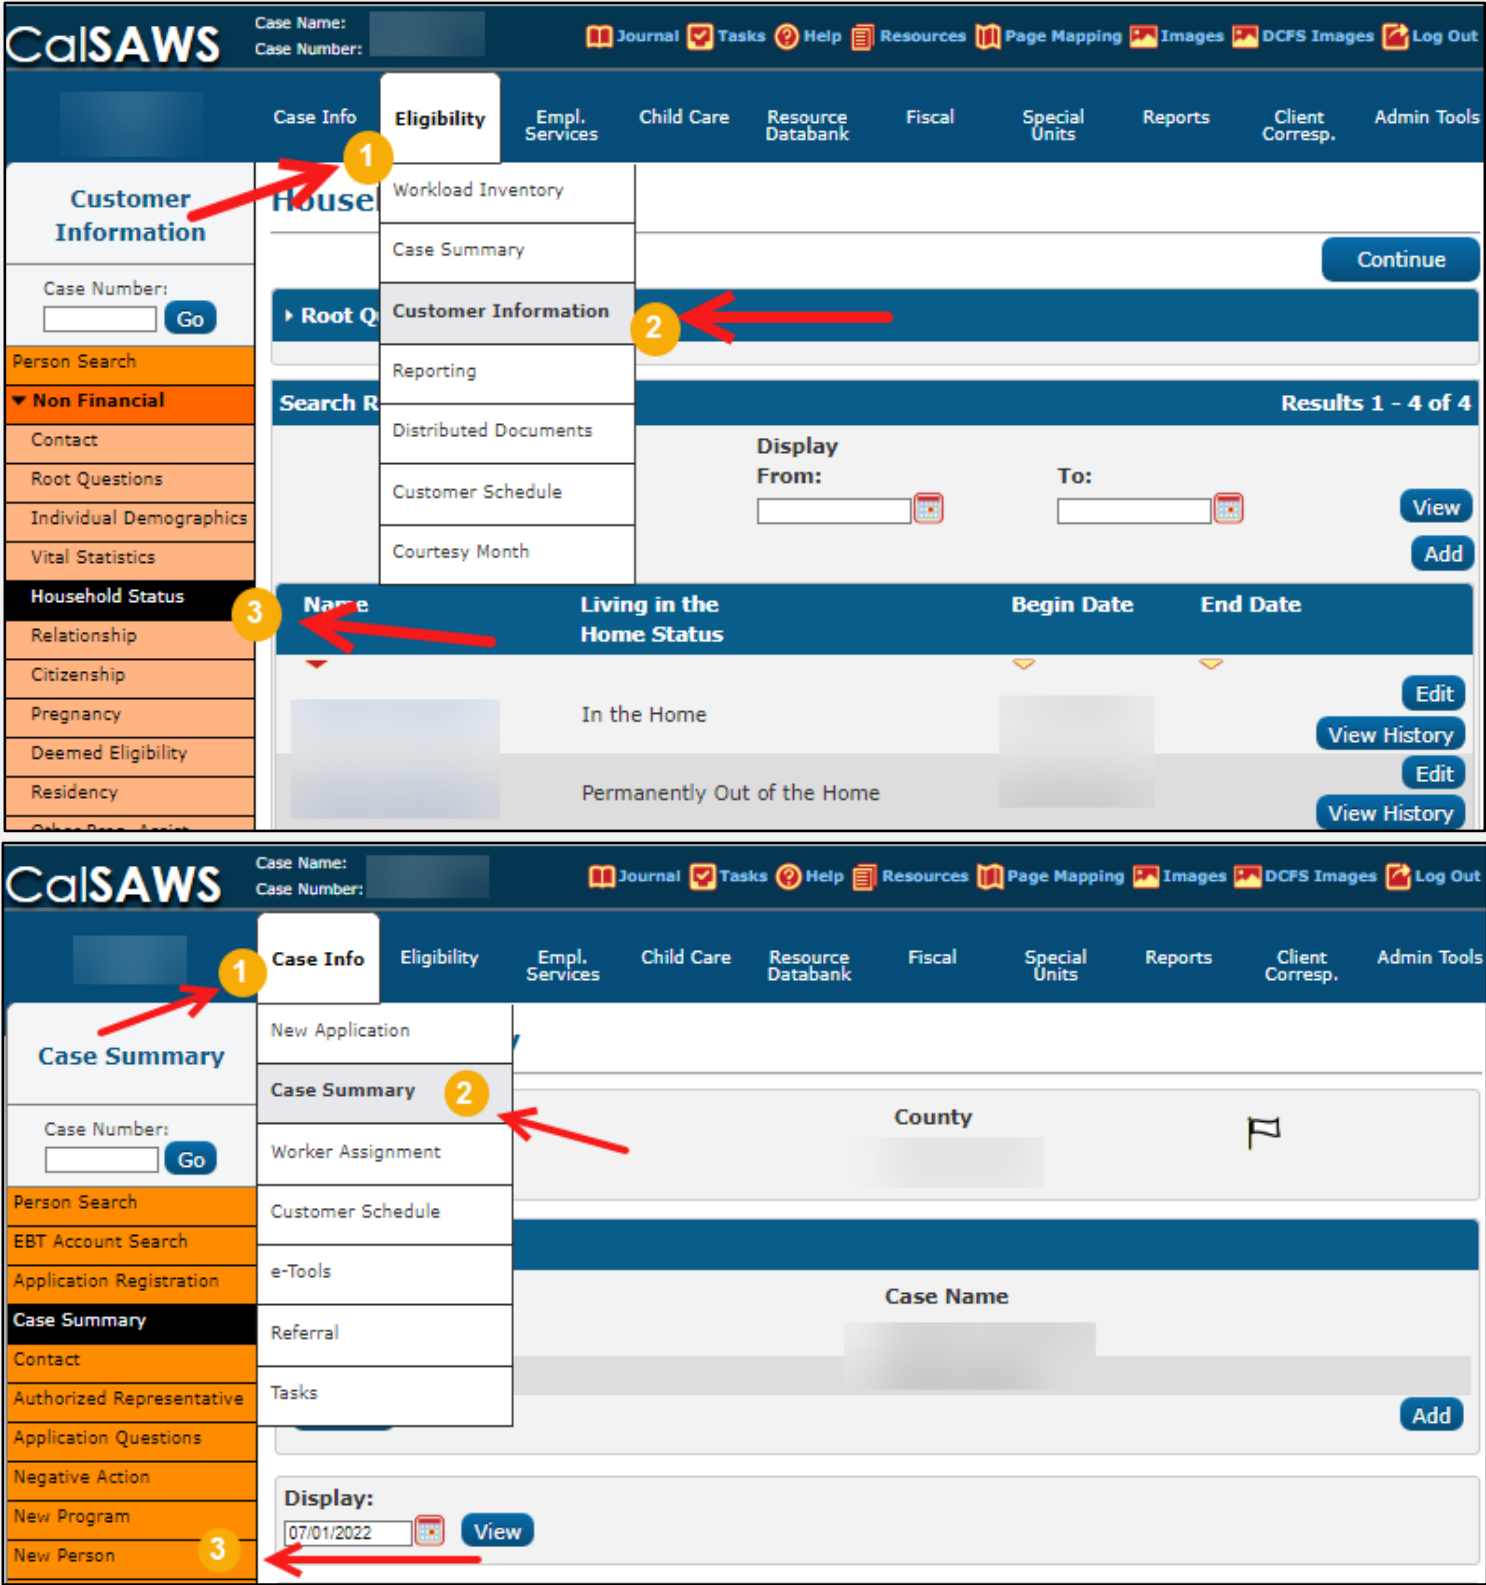 CalSAWS
Case Name:
Case Number:
Journal Tasks Help Resources Page Mapping Images DCFS Images Log Out
Case Info Eligibility Empl. Services Child Care Resource Databank Fiscal Special Units Reports Client Corresp. Admin Tools
1
Customer
Information
Case Number:
Go
Person Search
Non Financial
Contact
Root Questions
Individual Demographics
Vital Statistics
Household Status
3
Relationship
Citizenship
Pregnancy
Deemed Eligibility
Residency
Workload Inventory
Case Summary
Customer Information
2
Reporting
Distributed Documents
Customer Schedule
Courtesy Month
Househ
Continue
Root Q
Search R
Results 1 - 4 of 4
Display
From:
To:
View
Add
Name
Living in the
Home Status
Begin Date
End Date
In the Home
Edit
View History
Permanently Out of the Home
Edit
View History
CalSAWS
Case Name:
Case Number:
Journal Tasks Help Resources Page Mapping Images DCFS Images Log Out
1
Case Info Eligibility Empl. Services Child Care Resource Databank Fiscal Special Units Reports Client Corresp. Admin Tools
Case Summary
Case Number:
Go
Person Search
EBT Account Search
Application Registration
Case Summary
Contact
Authorized Representative
Application Questions
Negative Action
New Program
New Person
3
New Application
Case Summary
2
Worker Assignment
Customer Schedule
e-Tools
Referral
Tasks
County
Case Name
Add
Display:
07/01/2022
View